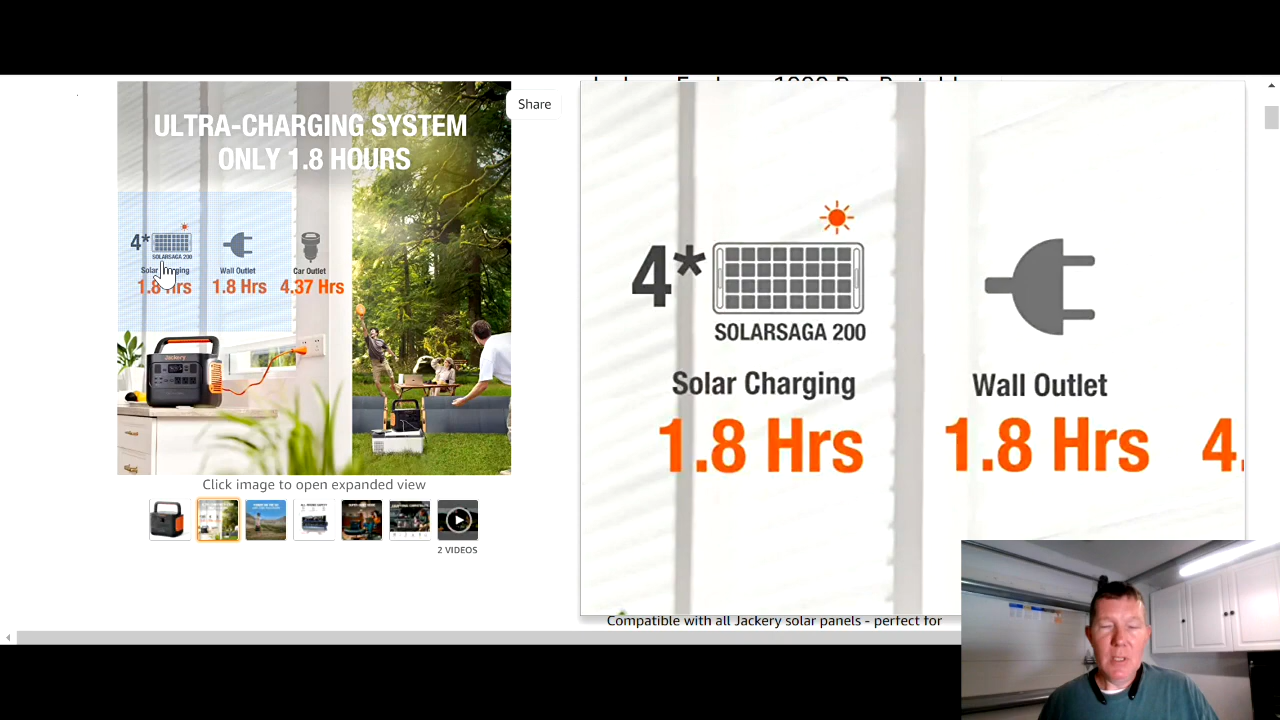 Share
ULTRA-CHARGING SYSTEM
ONLY 1.8 HOURS
4*
SOLARSAGA 200
Wall Outlet
Car Outlet
1.8 Hrs
1.8 Hrs
4.37 Hrs
Jackery
Click image to open expanded view
2 VIDEOS
4*
SOLARSAGA 200
Solar Charging
Wall Outlet
1.8 Hrs
1.8 Hrs
4.
Compatible with all Jackery solar panels - perfect for